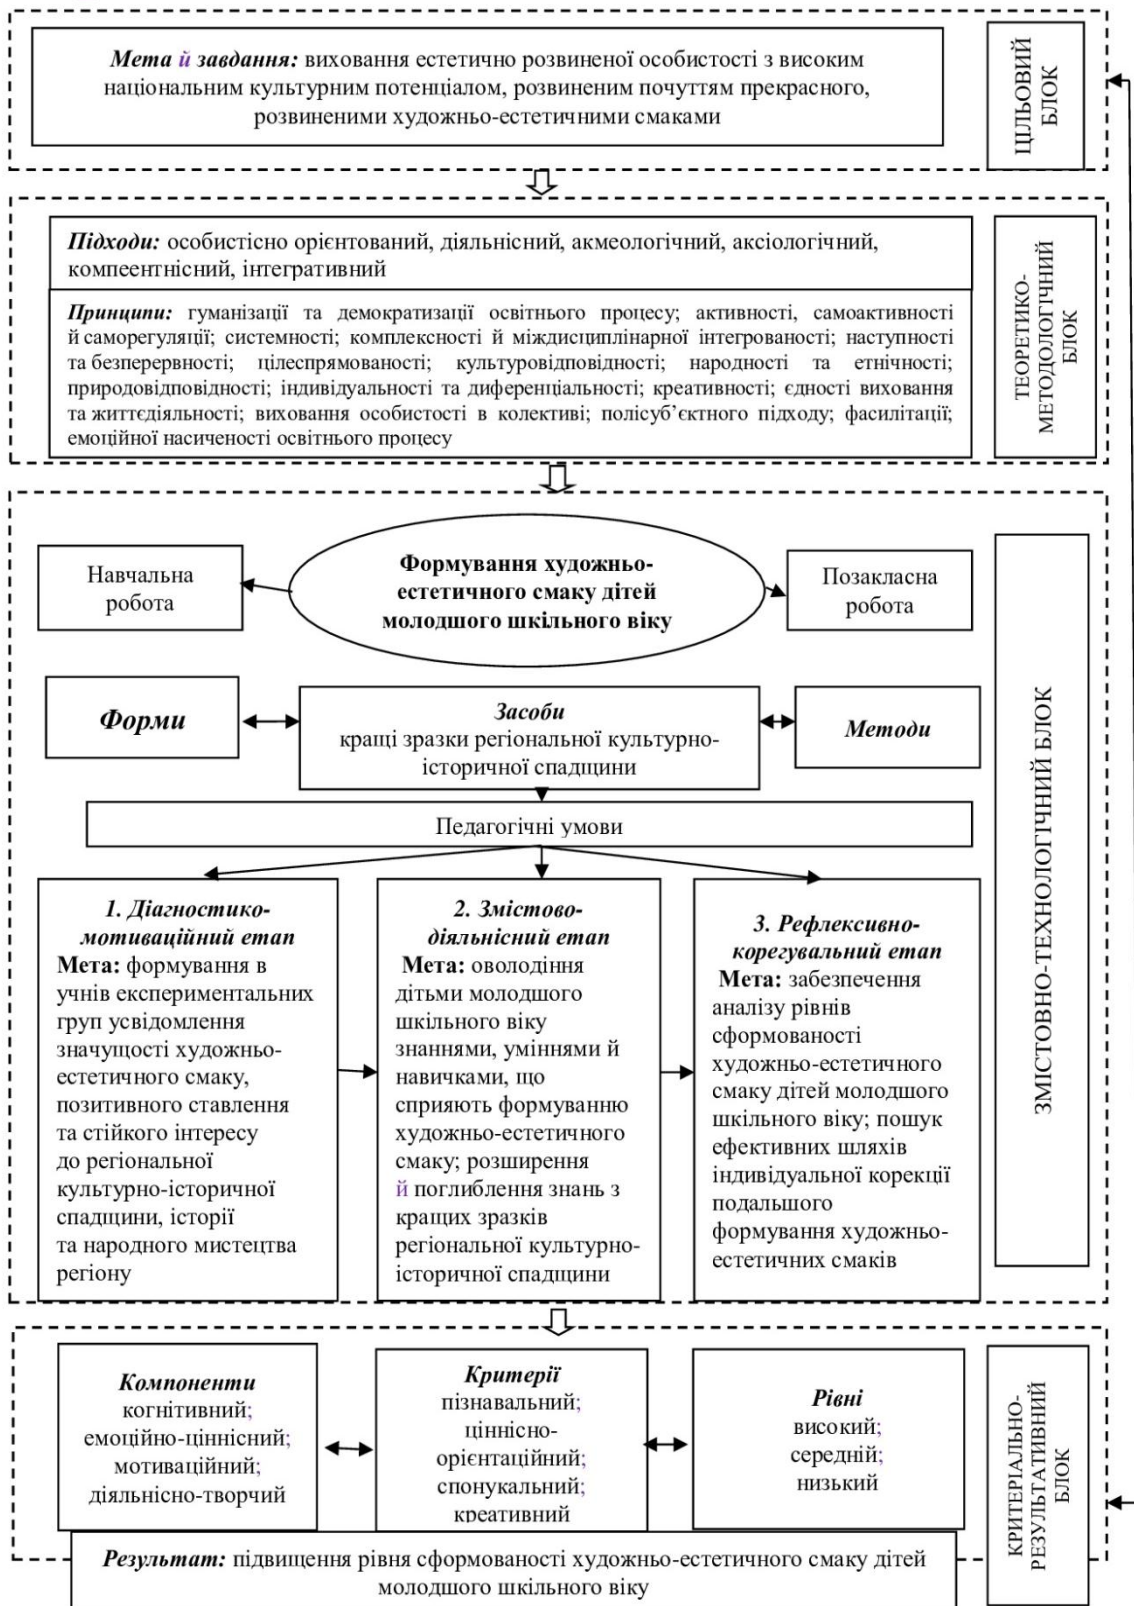 Мета й завдання: виховання естетично розвиненої особистості з високим
національним культурним потенціалом, розвиненим почуттям прекрасного,
розвиненими художньо-естетичними смаками
ЦІЛЬОВИЙ
БЛОК
Підходи: особистісно орієнтований, діяльнісний, акмеологічний, аксіологічний,
компеентнісний, інтегративний
Принципи: гуманізації та демократизації освітнього процесу; активності, самоактивності
й саморегуляції; системності; комплексності й міждисциплінарної інтегрованості; наступності
та безперервності; цілеспрямованості; культуровідповідності; народності та етнічності;
природовідповідності; індивідуальності та диференціальності; креативності; єдності виховання
та життєдіяльності; виховання особистості в колективі; полісуб’єктного підходу; фасилітації;
емоційної насиченості освітнього процесу
ТЕОРЕТИКО-
МЕТОДОЛОГІЧНИЙ
БЛОК
Навчальна
робота
Формування художньо-
естетичного смаку дітей
молодшого шкільного віку
Позакласна
робота
Форми
Засоби
кращі зразки регіональної культурно-
історичної спадщини
Методи
Педагогічні умови
1. Діагностико-
мотиваційний етап
Мета: формування в
учнів експериментальних
груп усвідомлення
значущості художньо-
естетичного смаку,
позитивного ставлення
та стійкого інтересу
до регіональної
культурно-історичної
спадщини, історії
та народного мистецтва
регіону
2. Змістово-
діяльнісний етап
Мета: оволодіння
дітьми молодшого
шкільного віку
знаннями, уміннями й
навичками, що
сприяють формуванню
художньо-естетичного
смаку; розширення
й поглиблення знань з
кращих зразків
регіональної культурно-
історичної спадщини
3. Рефлексивно-
корегувальний етап
Мета: забезпечення
аналізу рівнів
сформованості
художньо-естетичного
смаку дітей молодшого
шкільного віку; пошук
ефективних шляхів
індивідуальної корекції
подальшого
формування художньо-
естетичних смаків
ЗМІСТОВНО-ТЕХНОЛОГІЧНИЙ БЛОК
Компоненти
когнітивний;
емоційно-ціннісний;
мотиваційний;
діяльнісно-творчий
Критерії
пізнавальний;
ціннісно-
орієнтаційний;
спонукальний;
креативний
Рівні
високий;
середній;
низький
КРИТЕРІАЛЬНО-
РЕЗУЛЬТАТИВНИЙ
БЛОК
Результат: підвищення рівня сформованості художньо-естетичного смаку дітей
молодшого шкільного віку